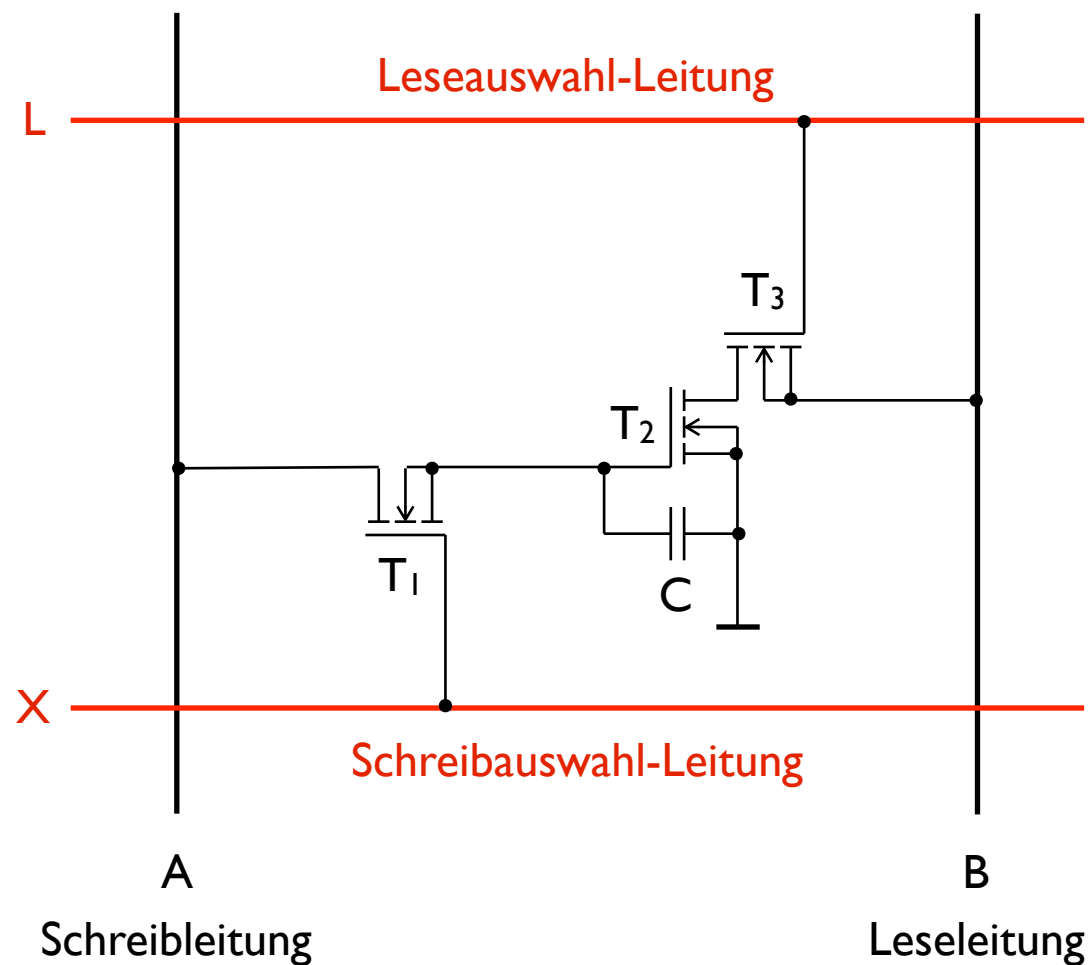 Leseauswahl-Leitung
L
T3
T2
T1
C
X
Schreibauswahl-Leitung
A
B
Schreibleitung
Leseleitung